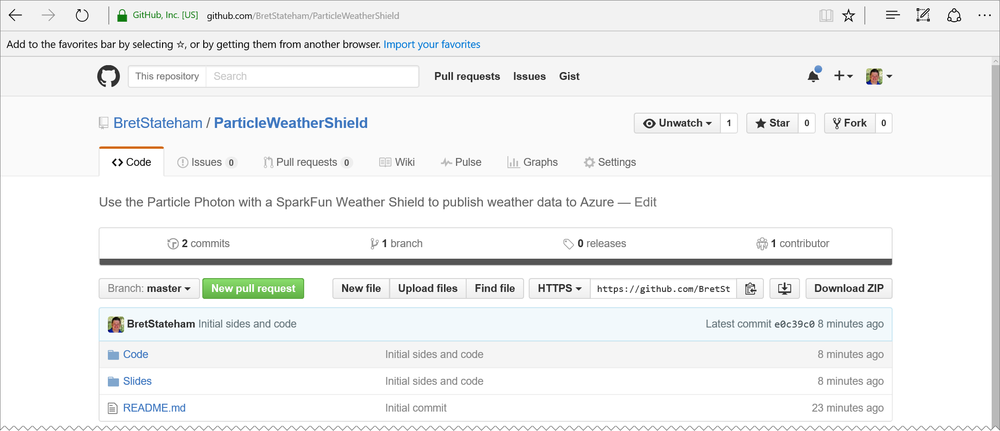 GitHub, Inc. [US] github.com/BretStateham/ParticleWeatherShield
Add to the favorites bar by selecting ☆, or by getting them from another browser. Import your favorites
This repository Search Pull requests Issues Gist
BretStateham / ParticleWeatherShield Unwatch 1 Star 0 Fork 0
Code Issues 0 Pull requests 0 Wiki Pulse Graphs Settings
Use the Particle Photon with a SparkFun Weather Shield to publish weather data to Azure — Edit
2 commits 1 branch 0 releases 1 contributor
Branch: master New pull request New file Upload files Find file HTTPS https://github.com/BretSt Download ZIP
BretStateham Initial sides and code Latest commit e0c39c0 8 minutes ago
Code Initial sides and code 8 minutes ago
Slides Initial sides and code 8 minutes ago
README.md Initial commit 23 minutes ago